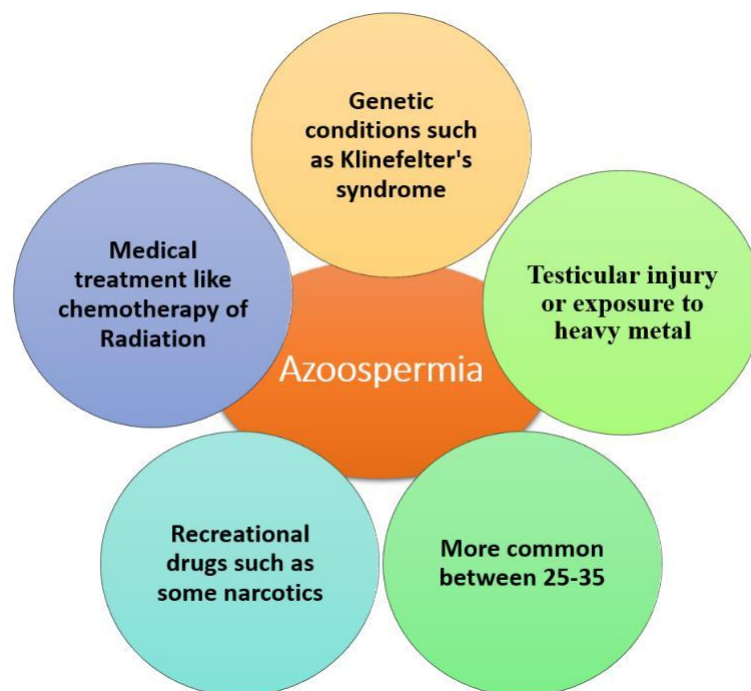 Genetic
conditions such
as Klinefelter's
syndrome
Medical
treatment like
chemotherapy of
Radiation
Testicular injury
or exposure to
heavy metal
Azoospermia
Recreational
drugs such as
some narcotics
More common
between 25-35